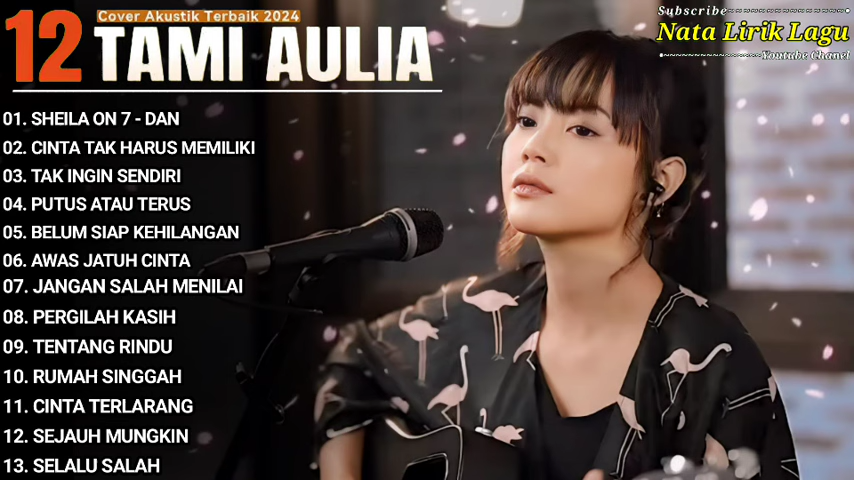 12
Cover Akustik Terbaik 2024
TAMI AULIA
Subscribe
Nata Lirik Lagu
Youtube Chanel
01. SHEILA ON 7 - DAN
02. CINTA TAK HARUS MEMILIKI
03. TAK INGIN SENDIRI
04. PUTUS ATAU TERUS
05. BELUM SIAP KEHILANGAN
06. AWAS JATUH CINTA
07. JANGAN SALAH MENILAI
08. PERGILAH KASIH
09. TENTANG RINDU
10. RUMAH SINGGAH
11. CINTA TERLARANG
12. SEJAUH MUNGKIN
13. SELALU SALAH